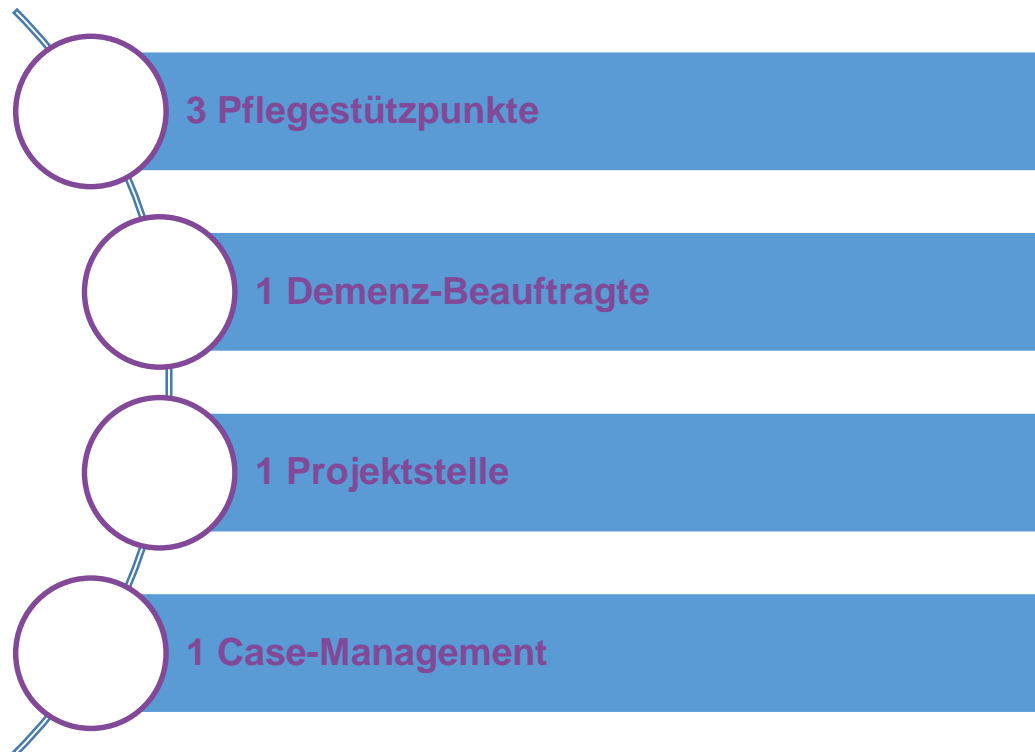 3 Pflegestützpunkte
1 Demenz-Beauftragte
1 Projektstelle
1 Case-Management